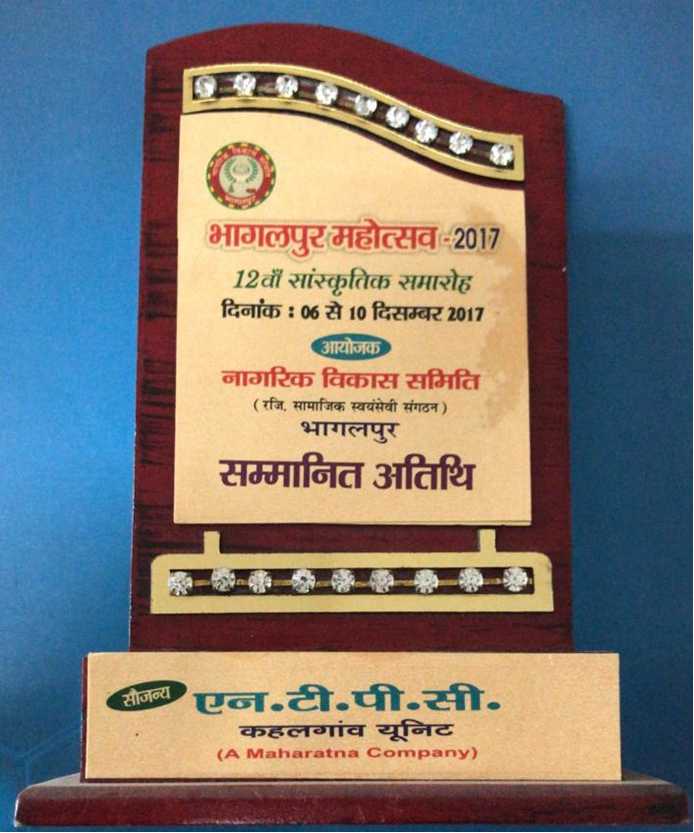 भागलपुर महोत्सव - 2017
12वाँ सांस्कृतिक समारोह
दिनांक : 06 से 10 दिसम्बर 2017
आयोजक
नागरिक विकास समिति
(रजि. सामाजिक स्वयंसेवी संगठन)
भागलपुर
सम्मानित अतिथि
सौजन्य एन.टी.पी.सी.
कहलगांव यूनिट
(A Maharatna Company)